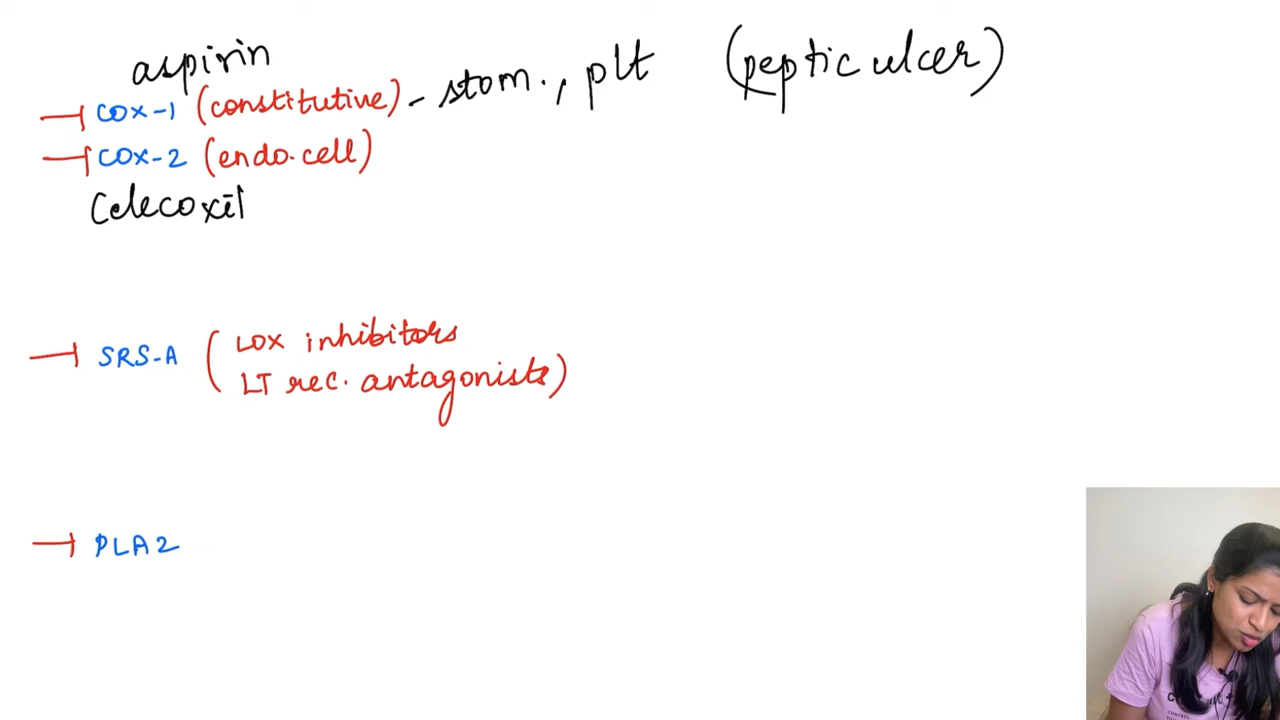 aspirin
COX-1 (constitutive) - stom., plt (peptic ulcer)
COX-2 (endo.cell)
SRS-A (LOX inhibitors
LT rec. antagonists)
PLA2